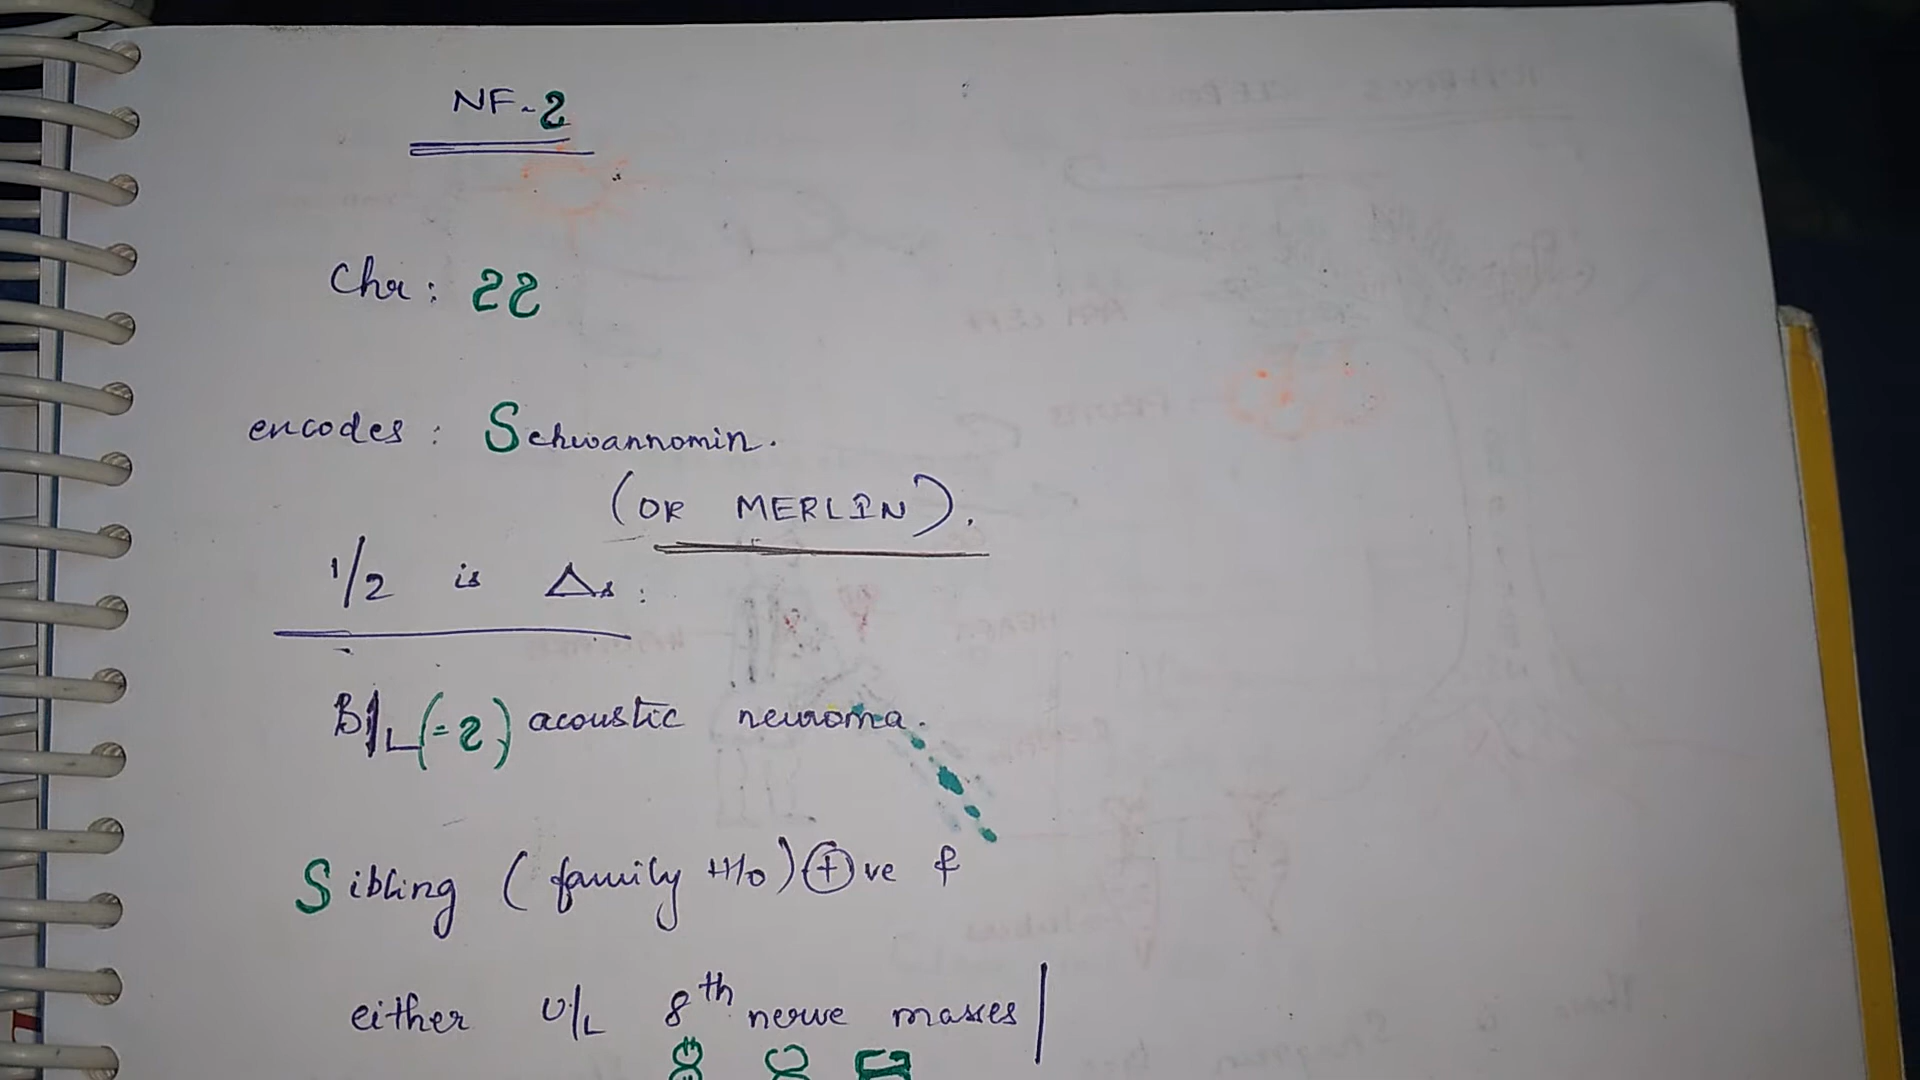 NF-2
Chr: 22
encodes: Schwannomin.
(OR MERLIN).
1/2 is Δs:
B/L (=2) acoustic neuroma.
Sibling (family H/o) ⊕ve &
either U/L 8th nerve masses/